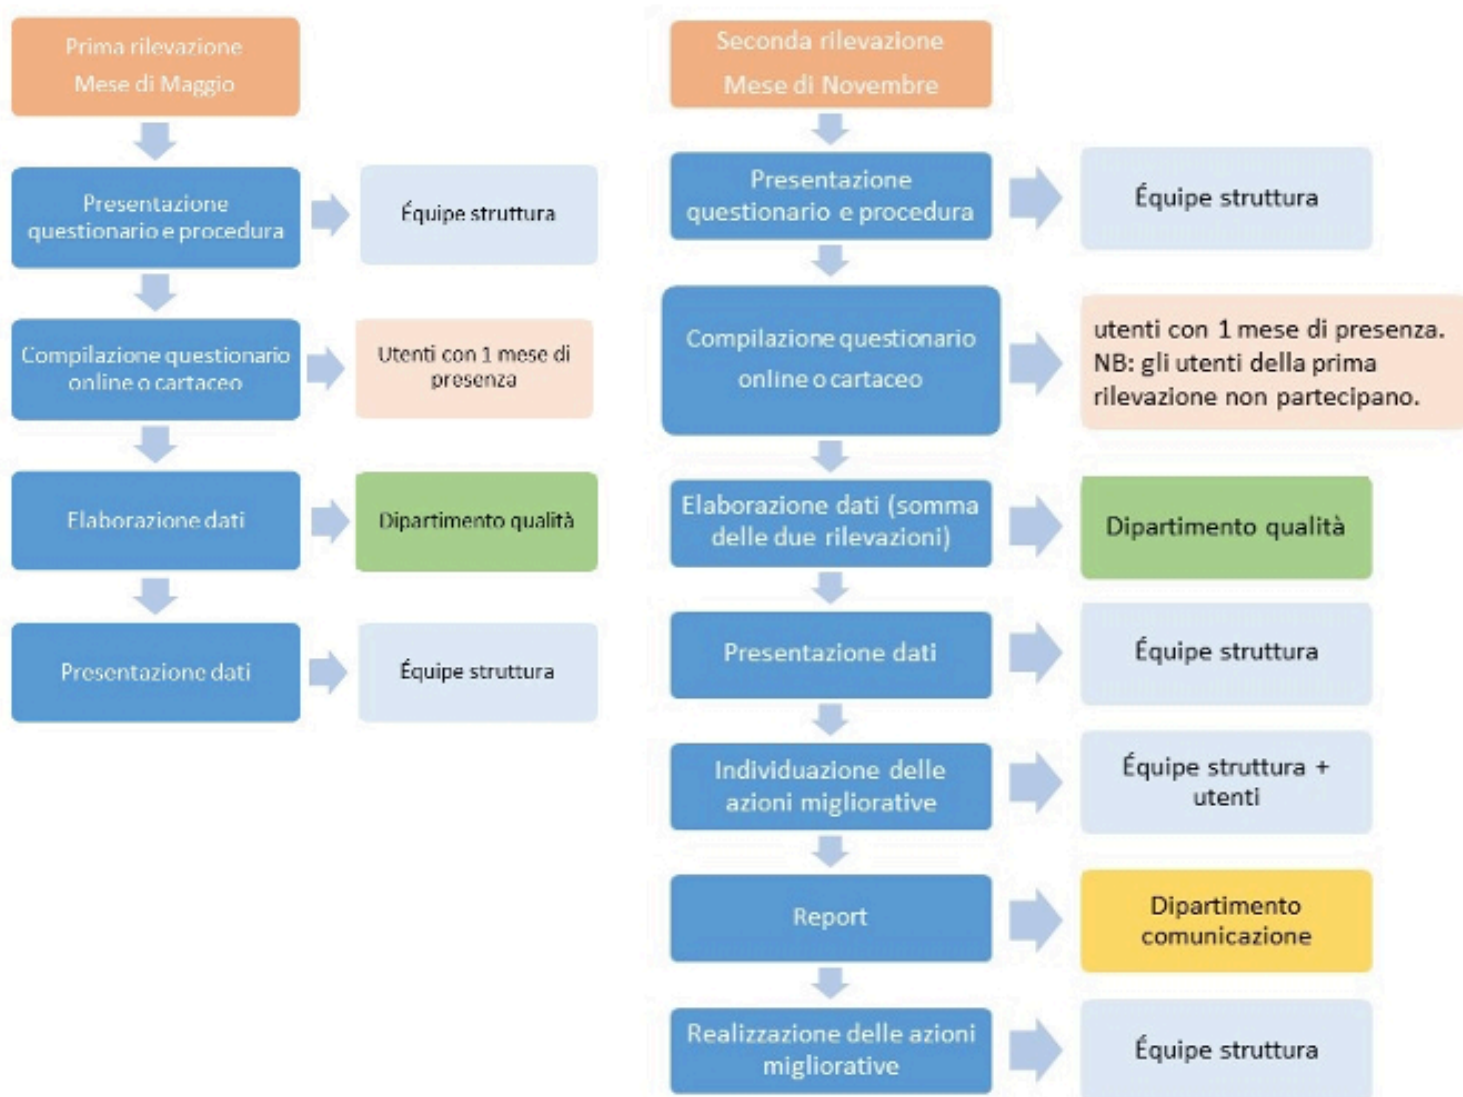 Prima rilevazione
Mese di Maggio
Presentazione
questionario e procedura
Équipe struttura
Compilazione questionario
online o cartaceo
Utenti con 1 mese di
presenza
Elaborazione dati
Dipartimento qualità
Presentazione dati
Équipe struttura
Seconda rilevazione
Mese di Novembre
Presentazione
questionario e procedura
Équipe struttura
Compilazione questionario
online o cartaceo
utenti con 1 mese di presenza.
NB: gli utenti della prima
rilevazione non partecipano.
Elaborazione dati (somma
delle due rilevazioni)
Dipartimento qualità
Presentazione dati
Équipe struttura
Individuazione delle
azioni migliorative
Équipe struttura +
utenti
Report
Dipartimento
comunicazione
Realizzazione delle azioni
migliorative
Équipe struttura